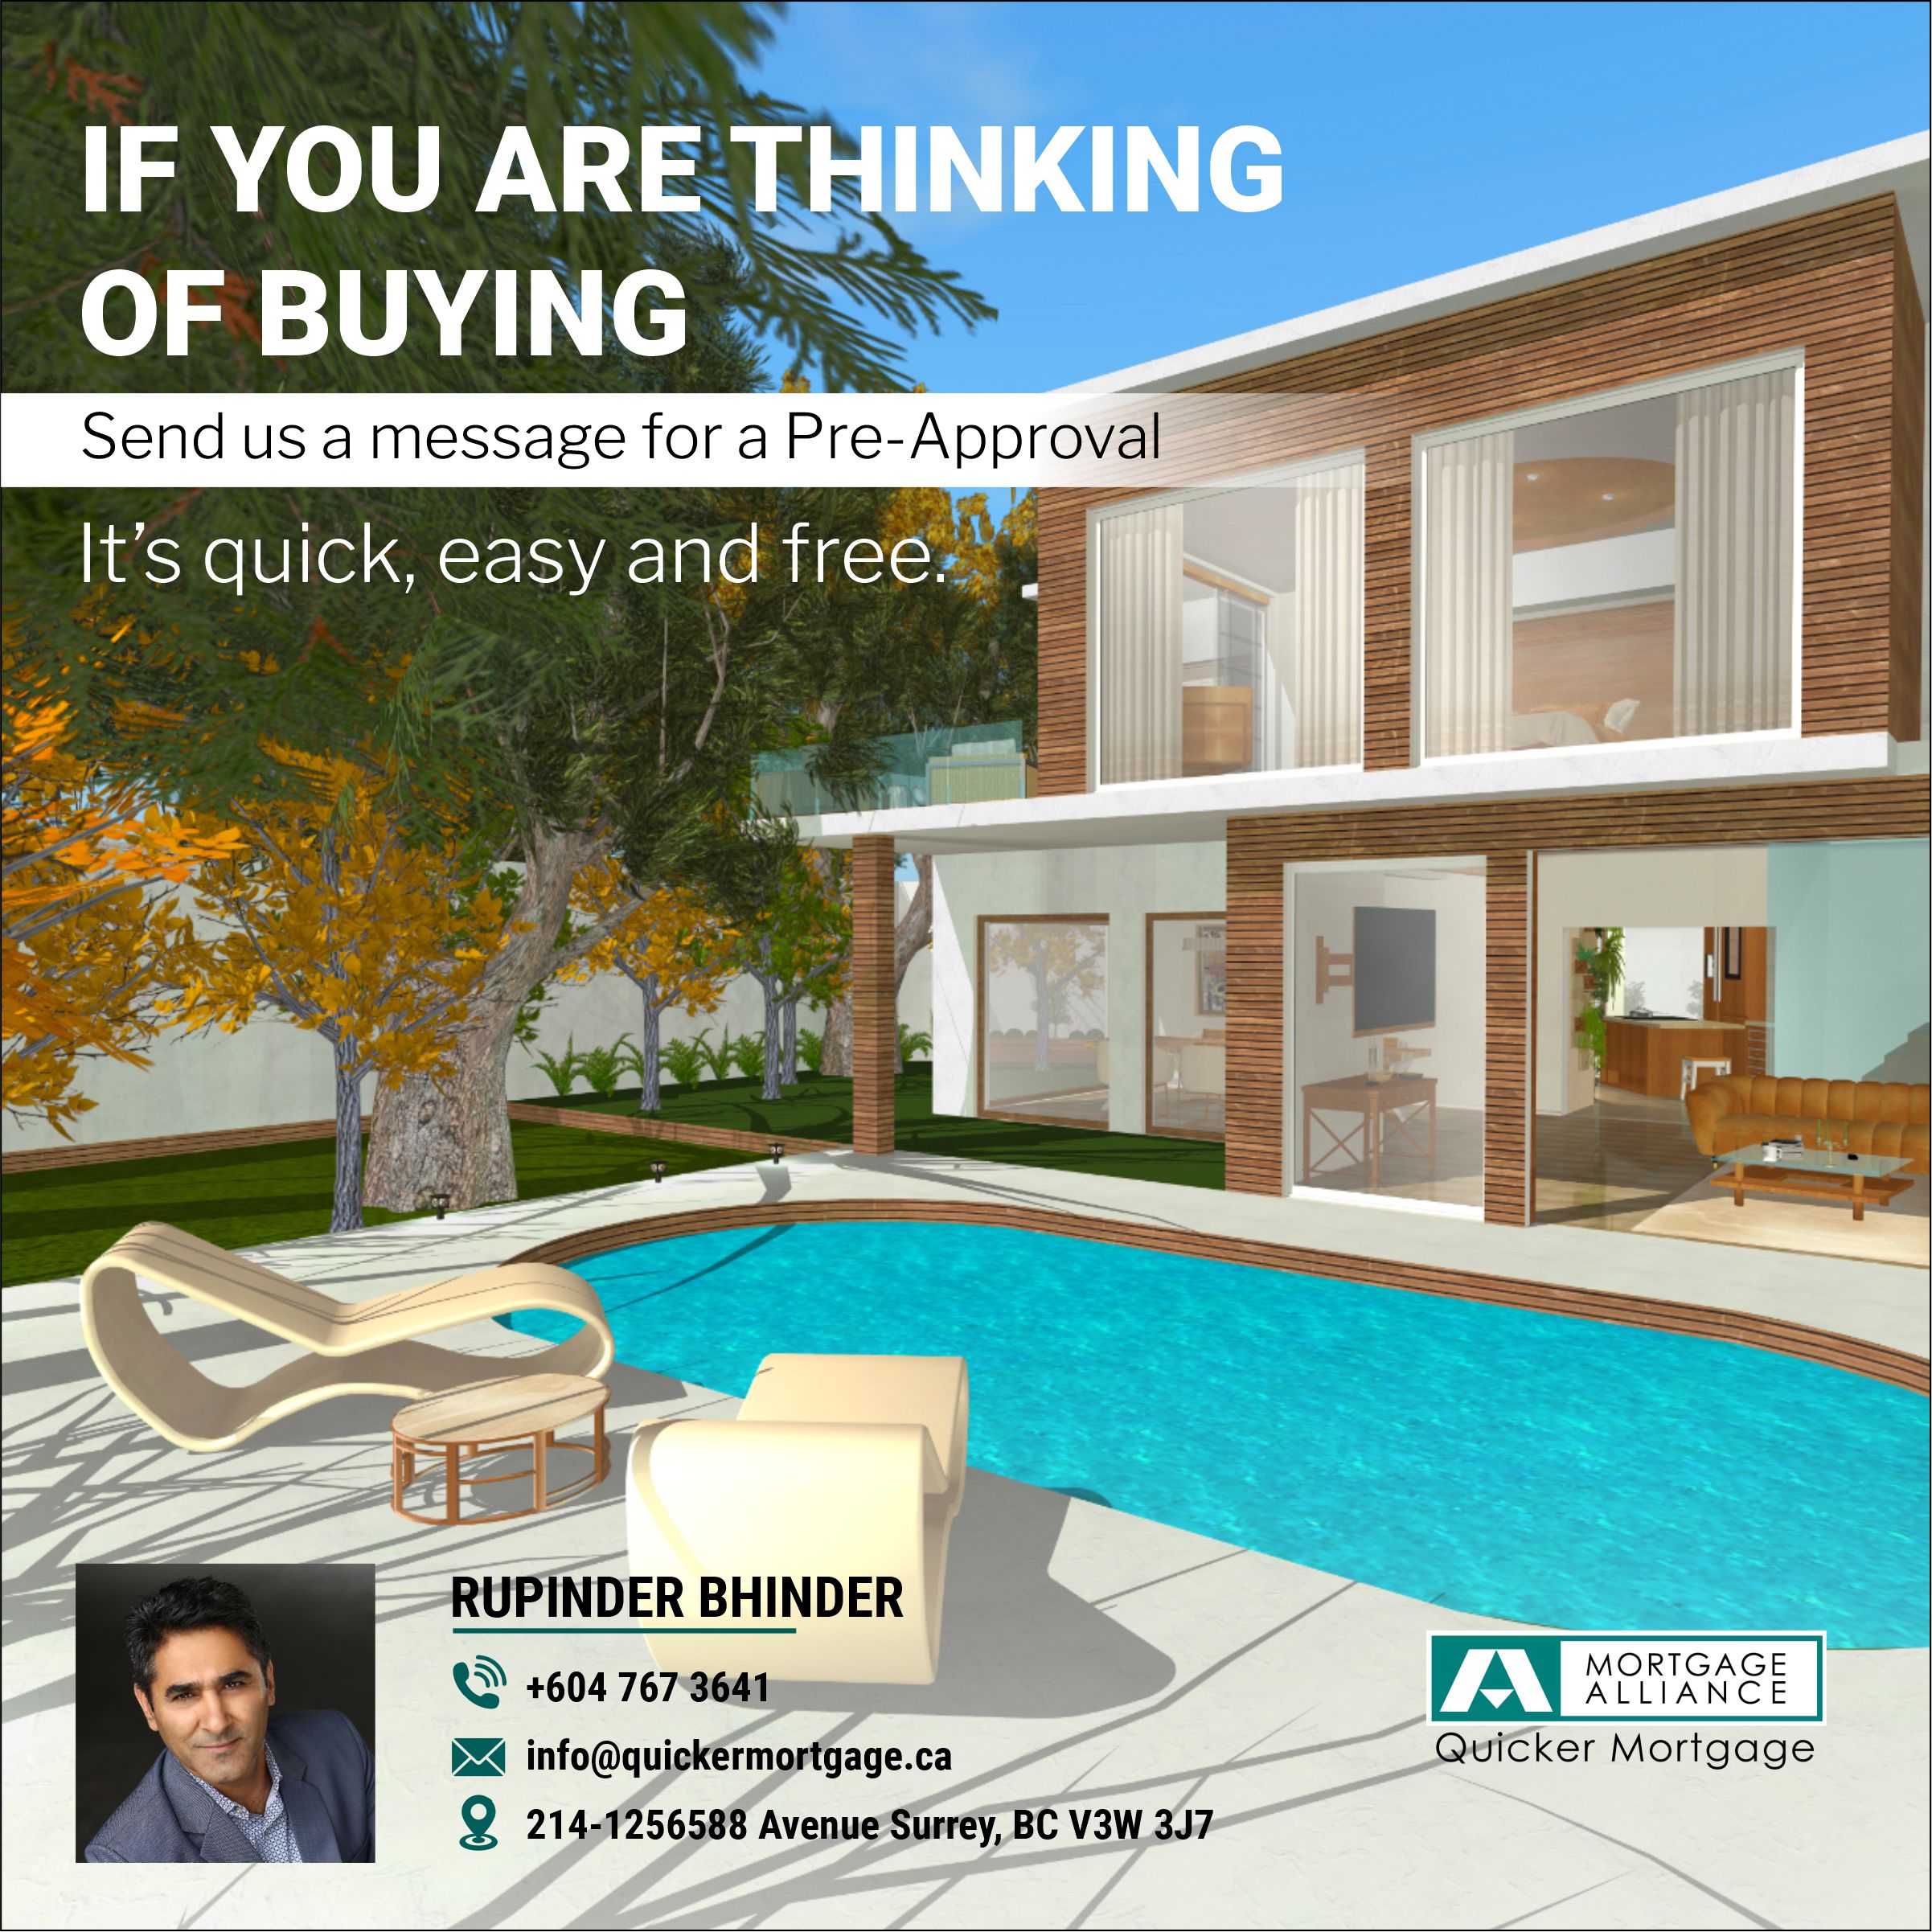 IF YOU ARE THINKING
OF BUYING
Send us a message for a Pre-Approval
It's quick, easy and free.
RUPINDER BHINDER
+604 767 3641
info@quickermortgage.ca
214-1256588 Avenue Surrey, BC V3W 3J7
MORTGAGE
ALLIANCE
Quicker Mortgage